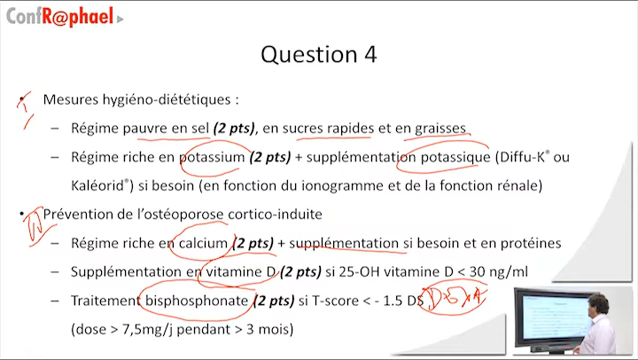 ConfR@phael
Question 4
Mesures hygiéno-diététiques :
– Régime pauvre en sel (2 pts), en sucres rapides et en graisses
– Régime riche en potassium (2 pts) + supplémentation potassique (Diffu-K® ou
Kaléorid®) si besoin (en fonction du ionogramme et de la fonction rénale)
• Prévention de l'ostéoporose cortico-induite
– Régime riche en calcium (2 pts) + supplémentation si besoin et en protéines
– Supplémentation en vitamine D (2 pts) si 25-OH vitamine D < 30 ng/ml
– Traitement bisphosphonate (2 pts) si T-score < - 1.5 DS
(dose > 7,5mg/j pendant > 3 mois)